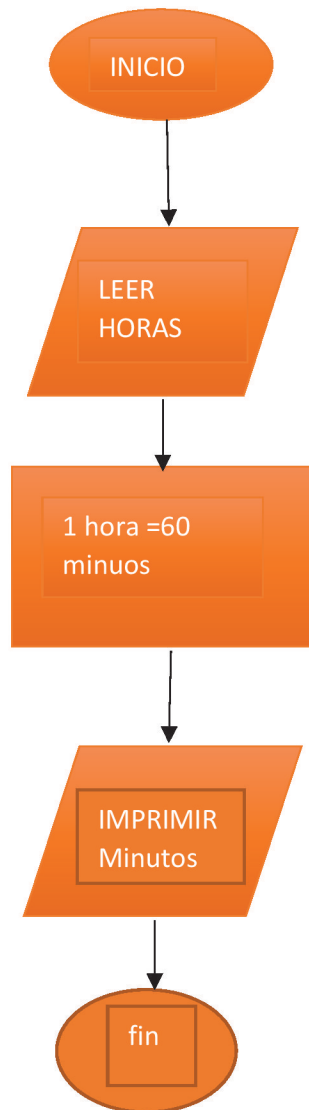 INICIO
LEER
HORAS
1 hora =60
minuos
IMPRIMIR
Minutos
fin